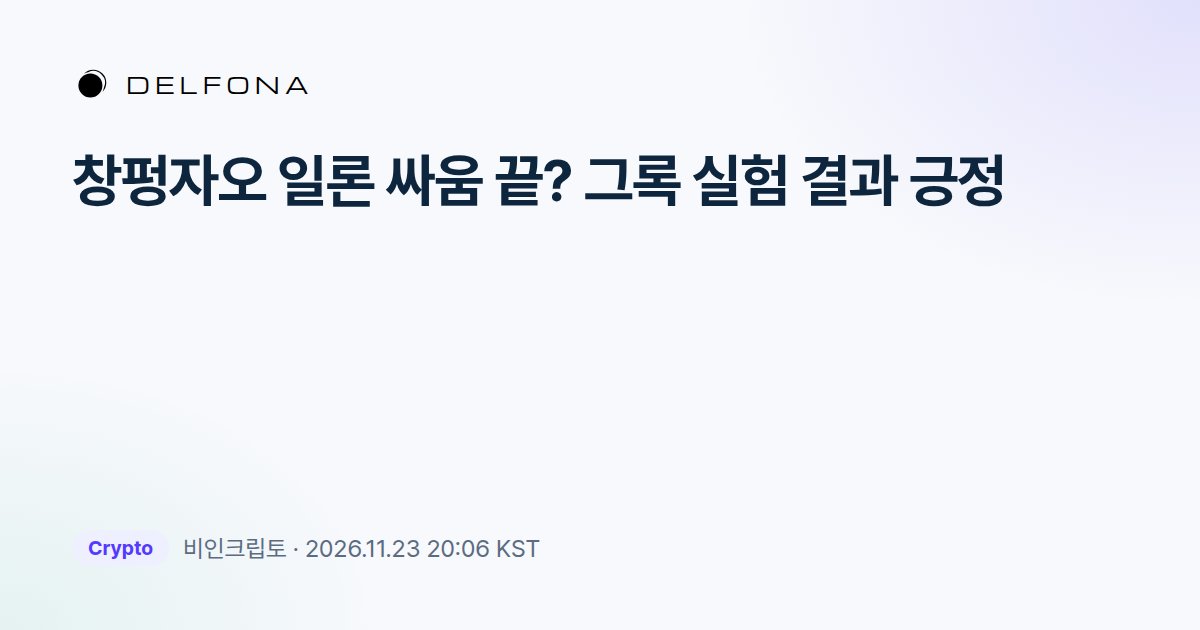 DELFONA
창펑자오 일론 싸움 끝? 그록 실험 결과 긍정
Crypto 비인크립토 · 2026.11.23 20:06 KST